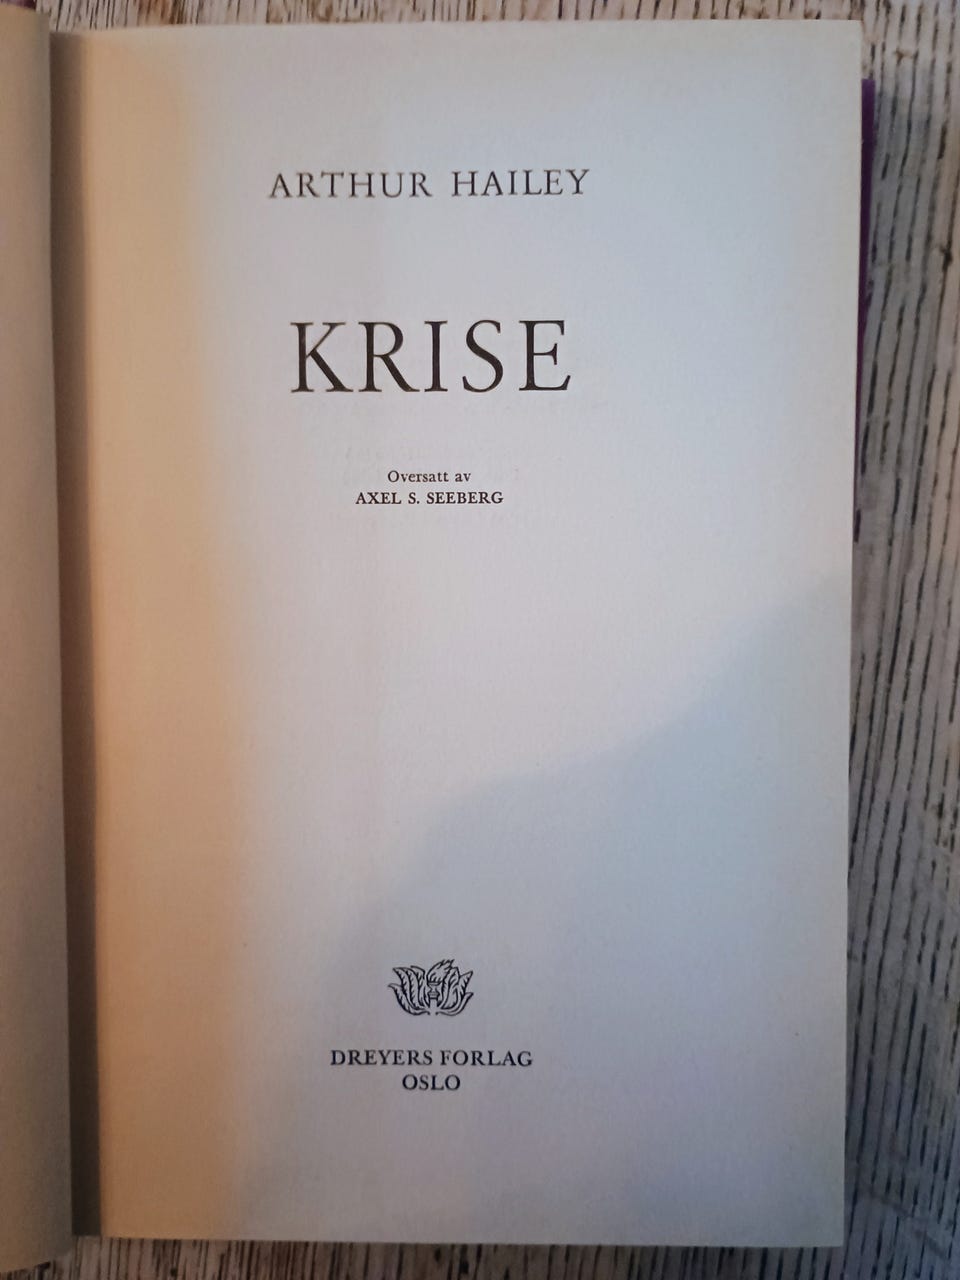 ARTHUR HAILEY
KRISE
Oversatt av
AXEL S. SEEBERG
DREYERS FORLAG
OSLO